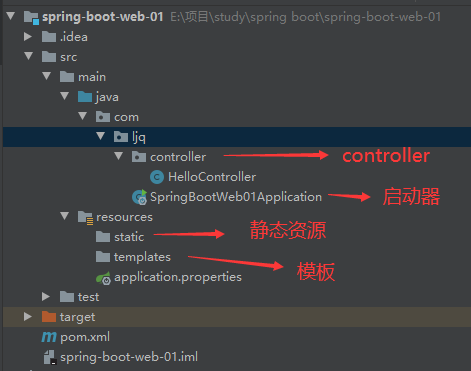 spring-boot-web-01 E:\项目\study\spring boot\spring-boot-web-01
.idea
src
main
java
com
ljq
controller controller
HelloController
SpringBootWeb01Application 启动器
resources
static 静态资源
templates 模板
application.properties
test
target
pom.xml
spring-boot-web-01.iml